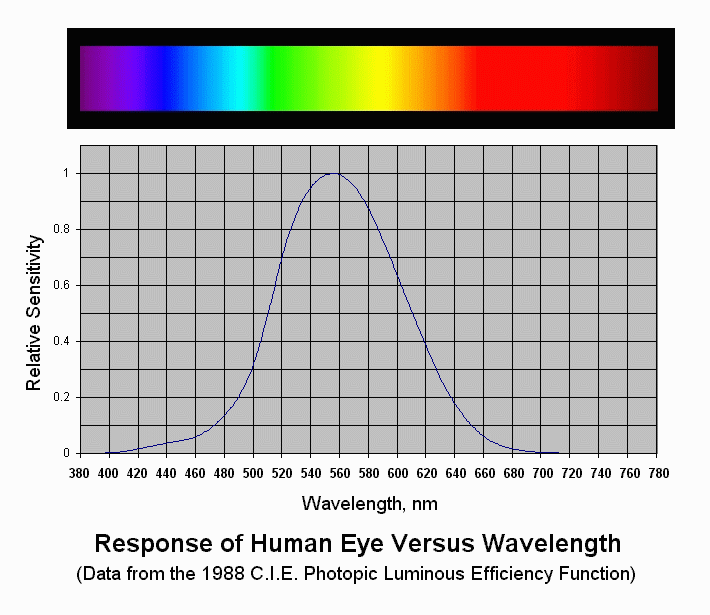 1
0.8
0.6
0.4
0.2
0
Relative Sensitivity
380 400 420 440 460 480 500 520 540 560 580 600 620 640 660 680 700 720 740 760 780
Wavelength, nm
Response of Human Eye Versus Wavelength
(Data from the 1988 C.I.E. Photopic Luminous Efficiency Function)